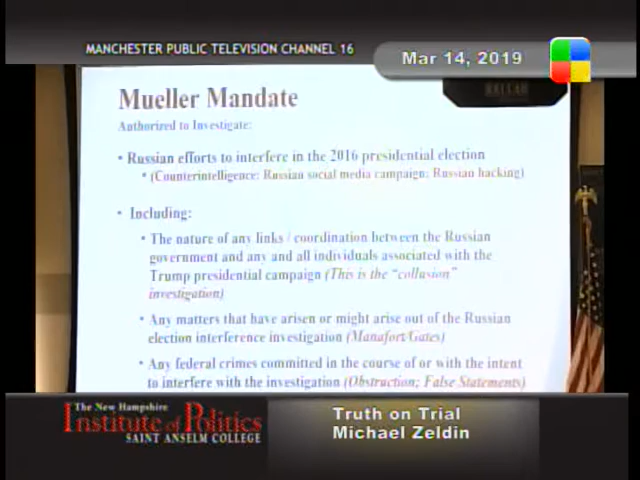 MANCHESTER PUBLIC TELEVISION CHANNEL 16
Mar 14, 2019
Mueller Mandate
Authorized to Investigate:
• Russian efforts to interfere in the 2016 presidential election
• (Counterintelligence: Russian social media campaign; Russian hacking)
• Including:
• The nature of any links / coordination between the Russian
government and any and all individuals associated with the
Trump presidential campaign (This is the "collusion"
investigation)
• Any matters that have arisen or might arise out of the Russian
election interference investigation (Manafort/Gates)
• Any federal crimes committed in the course of or with the intent
to interfere with the investigation (Obstruction; False Statements)
The New Hampshire
Institute of Politics
SAINT ANSELM COLLEGE
Truth on Trial
Michael Zeldin